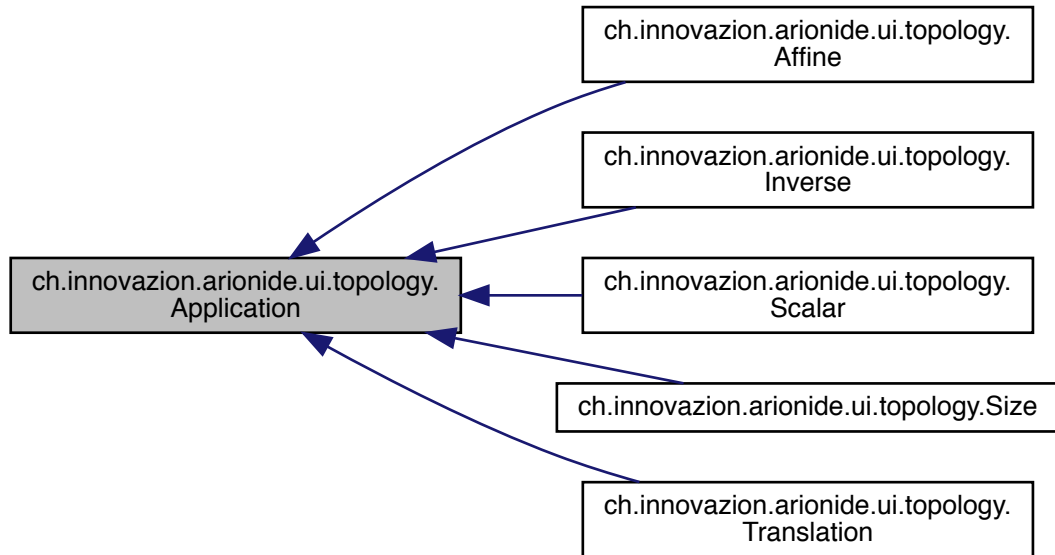 ch.innovazion.arionide.ui.topology.
Affine
ch.innovazion.arionide.ui.topology.
Inverse
ch.innovazion.arionide.ui.topology.
Application
ch.innovazion.arionide.ui.topology.
Scalar
ch.innovazion.arionide.ui.topology.Size
ch.innovazion.arionide.ui.topology.
Translation